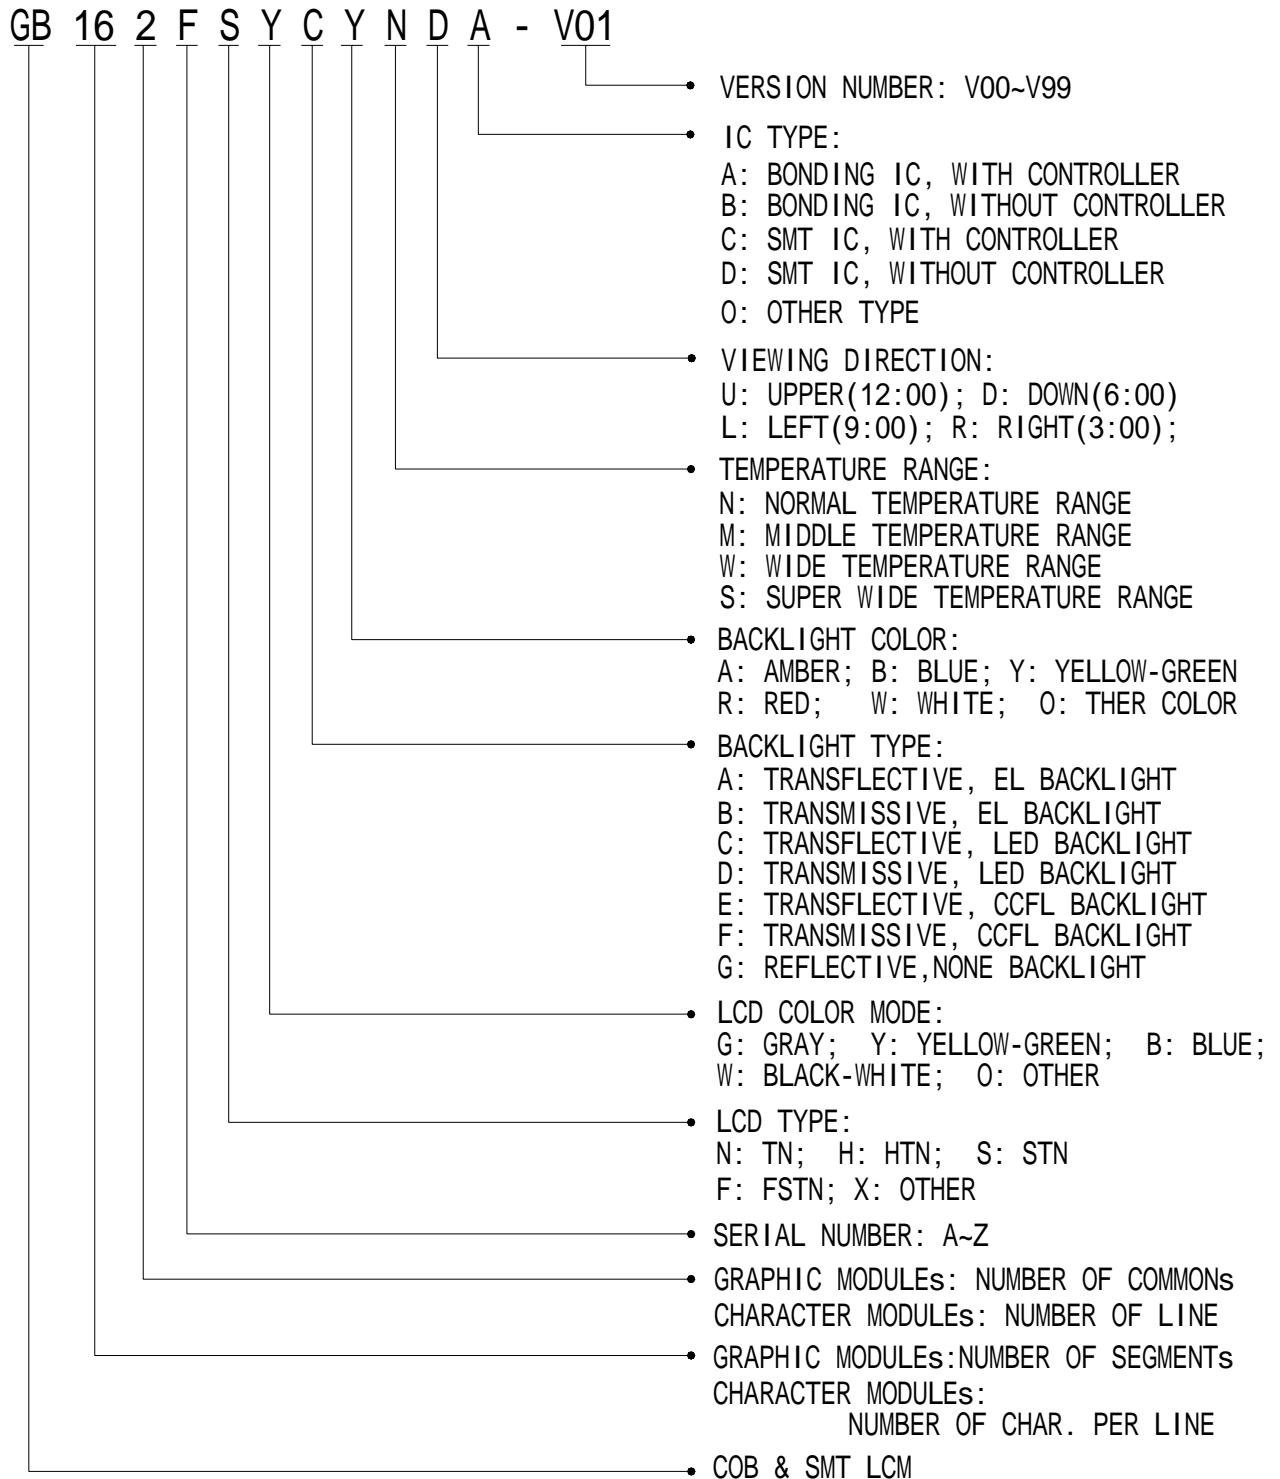 GB 16 2 F S Y C Y N D A - V01
VERSION NUMBER: V00~V99
IC TYPE:
A: BONDING IC, WITH CONTROLLER
B: BONDING IC, WITHOUT CONTROLLER
C: SMT IC, WITH CONTROLLER
D: SMT IC, WITHOUT CONTROLLER
O: OTHER TYPE
VIEWING DIRECTION:
U: UPPER(12:00); D: DOWN(6:00)
L: LEFT(9:00); R: RIGHT(3:00);
TEMPERATURE RANGE:
N: NORMAL TEMPERATURE RANGE
M: MIDDLE TEMPERATURE RANGE
W: WIDE TEMPERATURE RANGE
S: SUPER WIDE TEMPERATURE RANGE
BACKLIGHT COLOR:
A: AMBER; B: BLUE; Y: YELLOW-GREEN
R: RED; W: WHITE; O: THER COLOR
BACKLIGHT TYPE:
A: TRANSFLECTIVE, EL BACKLIGHT
B: TRANSMISSIVE, EL BACKLIGHT
C: TRANSFLECTIVE, LED BACKLIGHT
D: TRANSMISSIVE, LED BACKLIGHT
E: TRANSFLECTIVE, CCFL BACKLIGHT
F: TRANSMISSIVE, CCFL BACKLIGHT
G: REFLECTIVE,NONE BACKLIGHT
LCD COLOR MODE:
G: GRAY; Y: YELLOW-GREEN; B: BLUE;
W: BLACK-WHITE; O: OTHER
LCD TYPE:
N: TN; H: HTN; S: STN
F: FSTN; X: OTHER
SERIAL NUMBER: A~Z
GRAPHIC MODULEs: NUMBER OF COMMONs
CHARACTER MODULEs: NUMBER OF LINE
GRAPHIC MODULEs:NUMBER OF SEGMENTs
CHARACTER MODULEs:
NUMBER OF CHAR. PER LINE
COB & SMT LCM